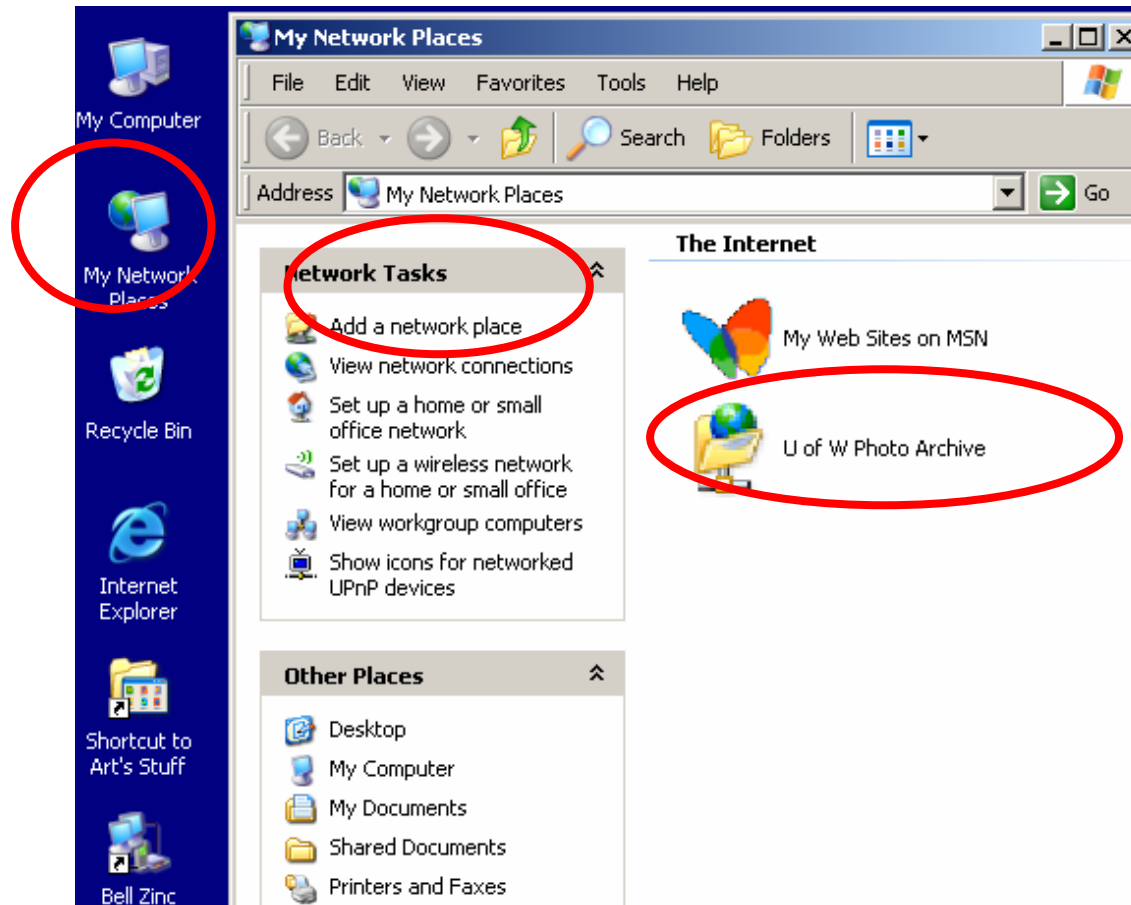 My Computer
My Network
Places
Recycle Bin
Internet
Explorer
Shortcut to
Art's Stuff
Bell Zinc
My Network Places
File Edit View Favorites Tools Help
Back Search Folders
Address My Network Places Go
Network Tasks
Add a network place
View network connections
Set up a home or small
office network
Set up a wireless network
for a home or small office
View workgroup computers
Show icons for networked
UPnP devices
Other Places
Desktop
My Computer
My Documents
Shared Documents
Printers and Faxes
The Internet
My Web Sites on MSN
U of W Photo Archive